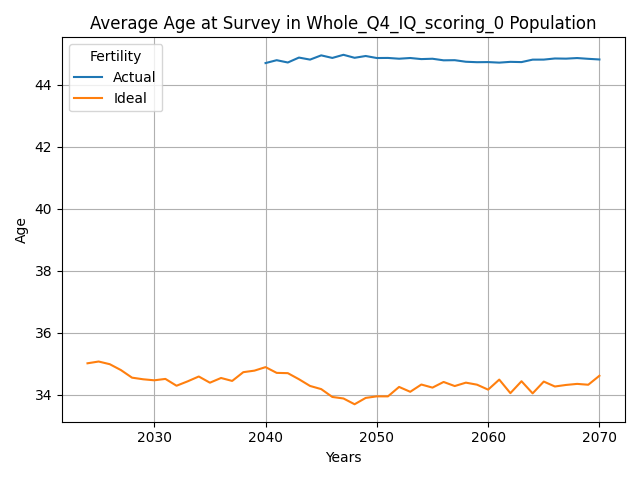 Average Age at Survey in Whole_Q4_IQ_scoring_0 Population
Fertility
Actual
Ideal
44
42
40
38
36
34
Age
2030
2040
2050
2060
2070
Years